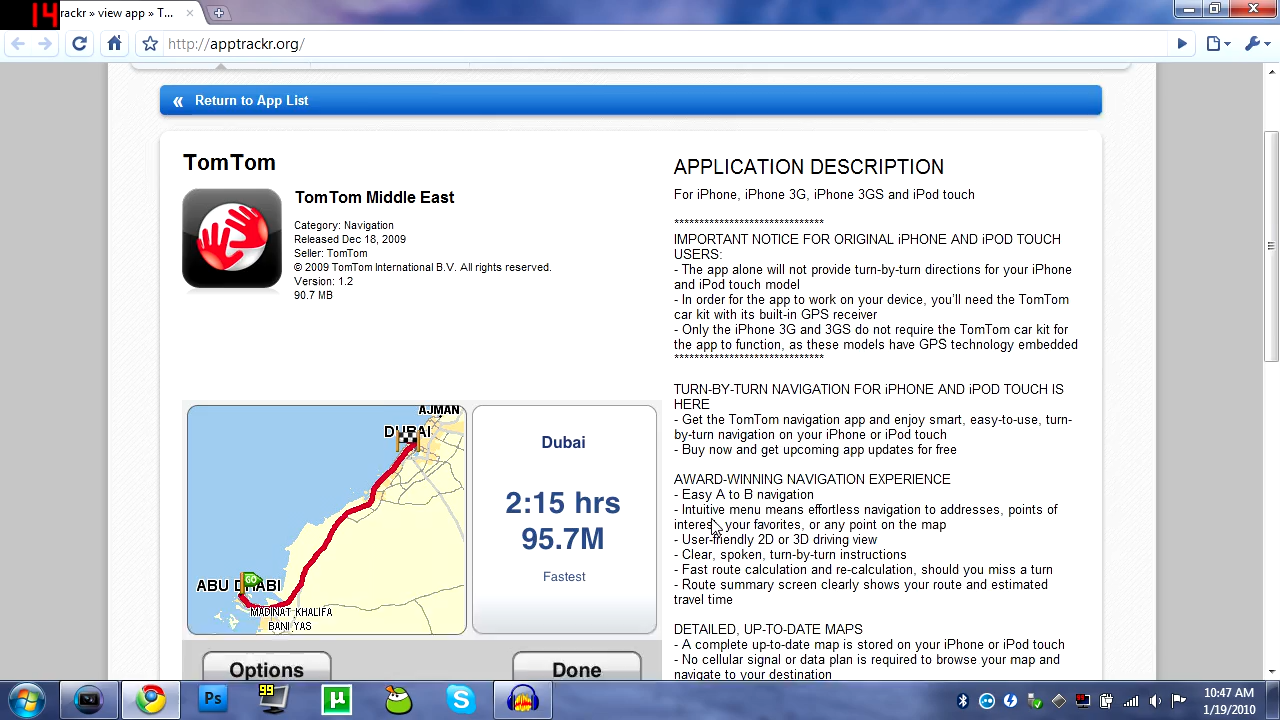 14
rackr » view app » T...
http://apptrackr.org/
« Return to App List
TomTom
TomTom Middle East
Category: Navigation
Released Dec 18, 2009
Seller: TomTom
© 2009 TomTom International B.V. All rights reserved.
Version: 1.2
90.7 MB
AJMAN
DUBAI
ABU DHABI
GO
MADINAT KHALIFA
BANI YAS
Dubai
2:15 hrs
95.7M
Fastest
Options
Done
APPLICATION DESCRIPTION
For iPhone, iPhone 3G, iPhone 3GS and iPod touch
******************************
IMPORTANT NOTICE FOR ORIGINAL iPHONE AND iPOD TOUCH
USERS:
- The app alone will not provide turn-by-turn directions for your iPhone
and iPod touch model
- In order for the app to work on your device, you'll need the TomTom
car kit with its built-in GPS receiver
- Only the iPhone 3G and 3GS do not require the TomTom car kit for
the app to function, as these models have GPS technology embedded
******************************
TURN-BY-TURN NAVIGATION FOR iPHONE AND iPOD TOUCH IS
HERE
- Get the TomTom navigation app and enjoy smart, easy-to-use, turn-
by-turn navigation on your iPhone or iPod touch
- Buy now and get upcoming app updates for free
AWARD-WINNING NAVIGATION EXPERIENCE
- Easy A to B navigation
- Intuitive menu means effortless navigation to addresses, points of
interest, your favorites, or any point on the map
- User-friendly 2D or 3D driving view
- Clear, spoken, turn-by-turn instructions
- Fast route calculation and re-calculation, should you miss a turn
- Route summary screen clearly shows your route and estimated
travel time
DETAILED, UP-TO-DATE MAPS
- A complete up-to-date map is stored on your iPhone or iPod touch
- No cellular signal or data plan is required to browse your map and
navigate to your destination
Ps
99
µ
10:47 AM
1/19/2010